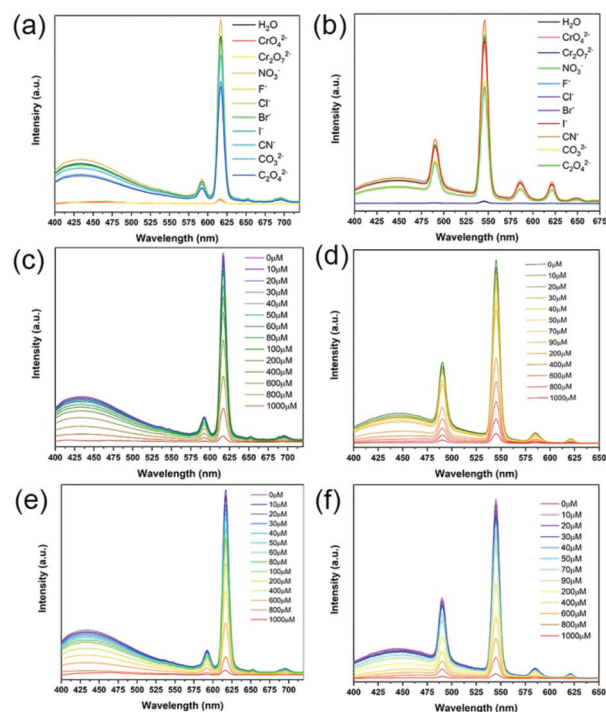 (a)
H₂O
CrO₄²⁻
Cr₂O₇²⁻
NO₃⁻
F⁻
Cl⁻
Br⁻
I⁻
CN⁻
CO₃²⁻
C₂O₄²⁻
Intensiry (a.u.)
400 425 450 475 500 525 550 575 600 625 650 675 700
Wavelength (nm)
(b)
H₂O
CrO₄²⁻
Cr₂O₇²⁻
NO₃⁻
F⁻
Cl⁻
Br⁻
I⁻
CN⁻
CO₃²⁻
C₂O₄²⁻
Intensity (a.u.)
400 425 450 475 500 525 550 575 600 625 650 675
Wavelength (nm)
(c)
0μM
10μM
20μM
30μM
40μM
50μM
60μM
80μM
100μM
200μM
400μM
600μM
800μM
1000μM
Intensity (a.u.)
400 425 450 475 500 525 550 575 600 625 650 675 700
Wavelength (nm)
(d)
0μM
10μM
20μM
30μM
40μM
50μM
70μM
90μM
200μM
400μM
600μM
800μM
1000μM
Intensity (a.u.)
400 425 450 475 500 525 550 575 600 625 650
Wavelength (nm)
(e)
0μM
10μM
20μM
30μM
40μM
50μM
60μM
80μM
100μM
200μM
400μM
600μM
800μM
1000μM
Intensity (a.u.)
400 425 450 475 500 525 550 575 600 625 650 675 700
Wavelength (nm)
(f)
0μM
10μM
20μM
30μM
40μM
50μM
70μM
90μM
200μM
400μM
600μM
800μM
1000μM
Intensity (a.u.)
400 425 450 475 500 525 550 575 600 625 650
Wavelength (nm)